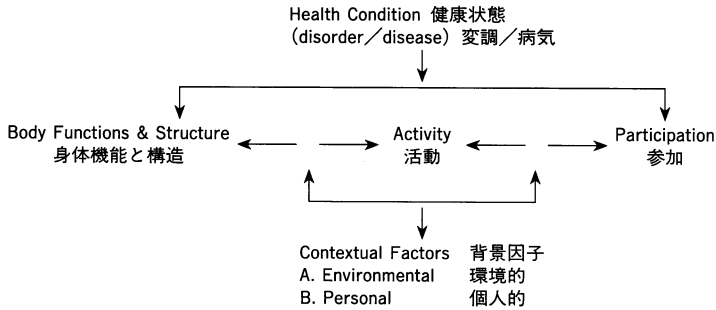 Health Condition 健康状態
(disorder／disease) 変調／病気
Body Functions & Structure
身体機能と構造
Activity
活動
Participation
参加
Contextual Factors 背景因子
A. Environmental 環境的
B. Personal 個人的